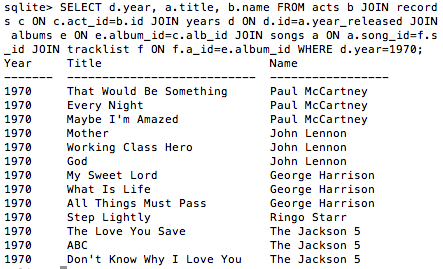 sqlite> SELECT d.year, a.title, b.name FROM acts b JOIN record
s c ON c.act_id=b.id JOIN years d ON d.id=a.year_released JOIN
 albums e ON e.album_id=c.alb_id JOIN songs a ON a.song_id=f.s
_id JOIN tracklist f ON f.a_id=e.album_id WHERE d.year=1970;
Year     Title                       Name
-------  --------------------------  ----------------
1970     That Would Be Something     Paul McCartney
1970     Every Night                 Paul McCartney
1970     Maybe I'm Amazed            Paul McCartney
1970     Mother                      John Lennon
1970     Working Class Hero          John Lennon
1970     God                         John Lennon
1970     My Sweet Lord               George Harrison
1970     What Is Life                George Harrison
1970     All Things Must Pass        George Harrison
1970     Step Lightly                Ringo Starr
1970     The Love You Save           The Jackson 5
1970     ABC                         The Jackson 5
1970     Don't Know Why I Love You   The Jackson 5